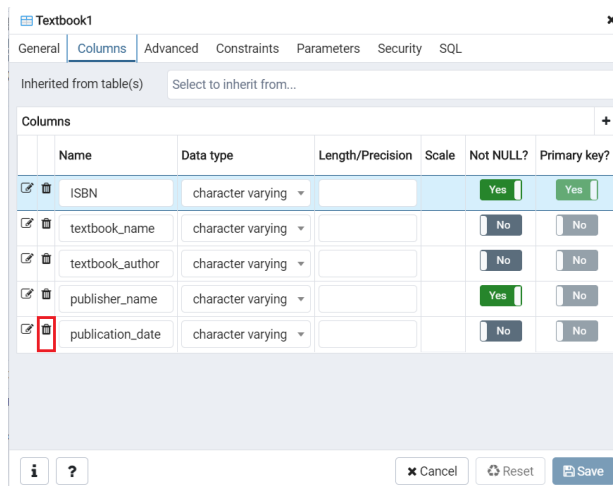 Textbook1
General Columns Advanced Constraints Parameters Security SQL
Inherited from table(s) Select to inherit from...
Columns
Name Data type Length/Precision Scale Not NULL? Primary key?
ISBN character varying Yes Yes
textbook_name character varying No No
textbook_author character varying No No
publisher_name character varying Yes No
publication_date character varying No No
i ? Cancel Reset Save